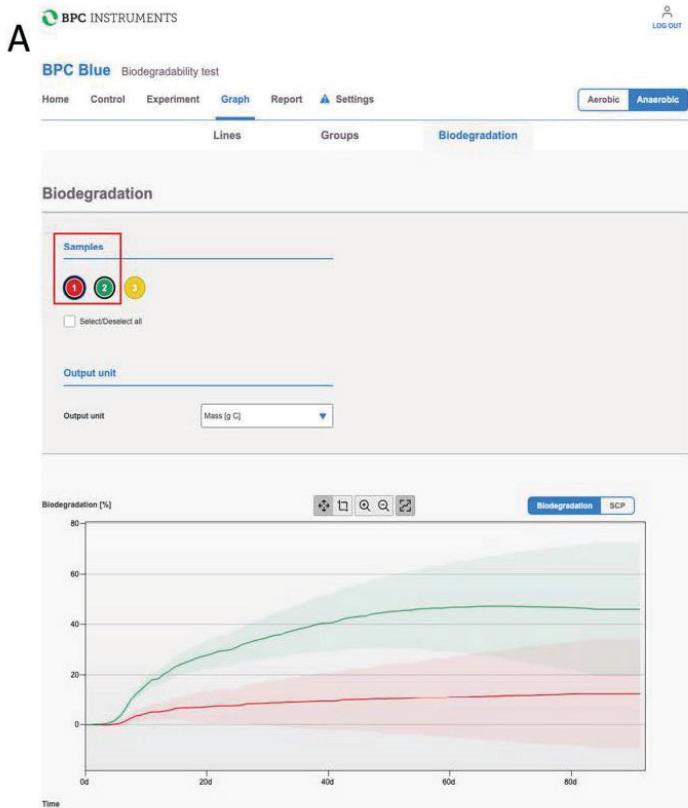 A
BPC INSTRUMENTS
LOG OUT
BPC Blue Biodegradability test
Home Control Experiment Graph Report Settings Aerobic Anaerobic
Lines Groups Biodegradation
Biodegradation
Samples
1 2 3
Select/Deselect all
Output unit
Output unit Mass [g C]
Biodegradation [%] Biodegradation SCP
80
60
40
20
0
0d 20d 40d 60d 80d
Time